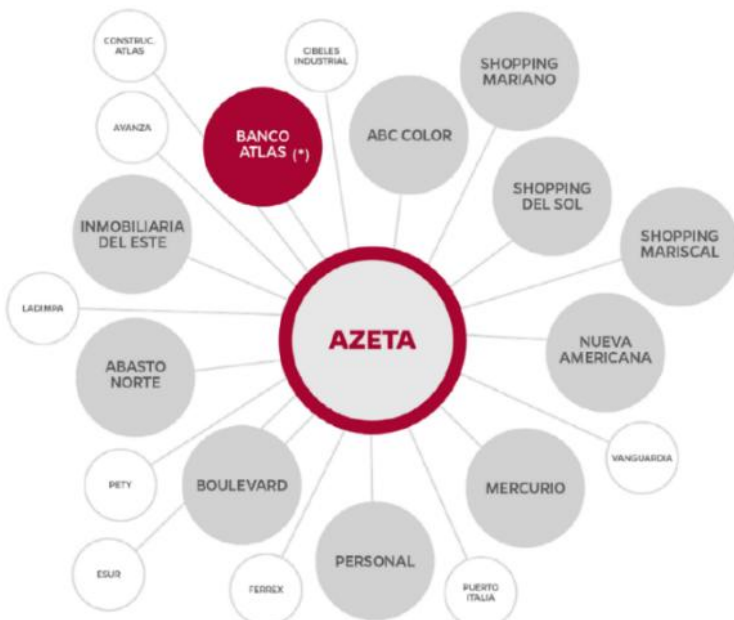 CONSTRUC.
ATLAS
CIBELES
INDUSTRIAL
SHOPPING
MARIANO
AVANZA
BANCO
ATLAS (*)
ABC COLOR
SHOPPING
DEL SOL
INMOBILIARIA
DEL ESTE
SHOPPING
MARISCAL
LADIMPA
AZETA
NUEVA
AMERICANA
ABASTO
NORTE
VANGUARDIA
PETY
BOULEVARD
MERCURIO
PERSONAL
ESUR
FERREX
PUERTO
ITALIA